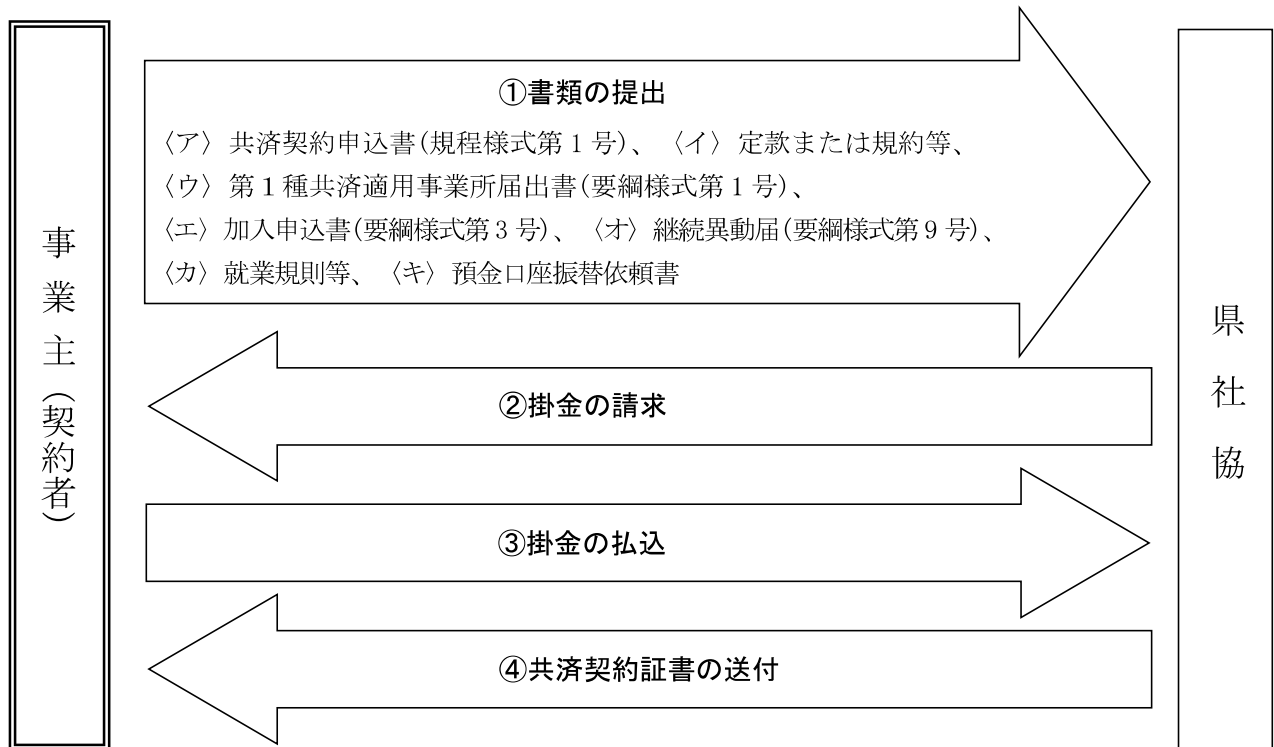 事業主(契約者)
①書類の提出
〈ア〉共済契約申込書(規程様式第1号)、〈イ〉定款または規約等、
〈ウ〉第1種共済適用事業所届出書(要綱様式第1号)、
〈エ〉加入申込書(要綱様式第3号)、〈オ〉継続異動届(要綱様式第9号)、
〈カ〉就業規則等、〈キ〉預金口座振替依頼書
②掛金の請求
③掛金の払込
④共済契約証書の送付
県社協